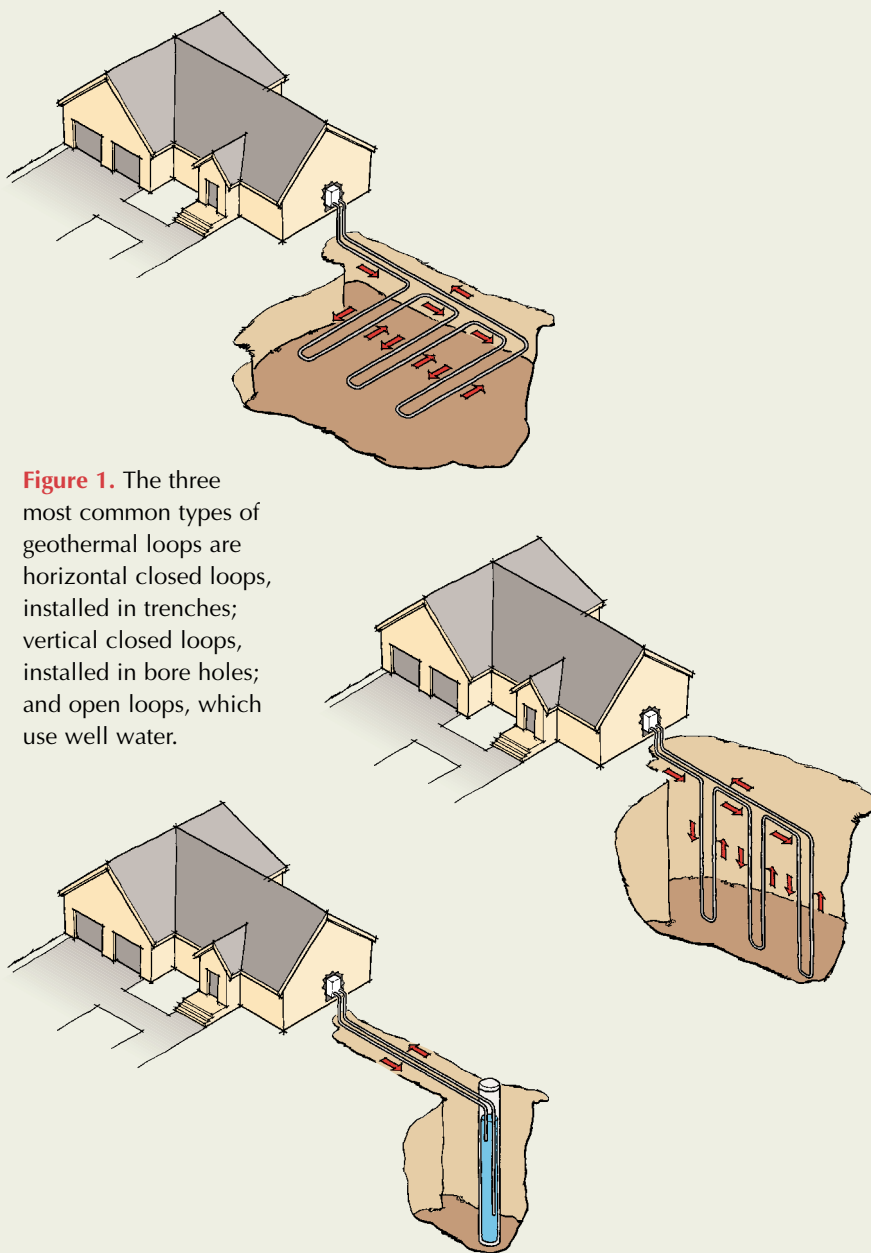 Figure 1. The three
most common types of
geothermal loops are
horizontal closed loops,
installed in trenches;
vertical closed loops,
installed in bore holes;
and open loops, which
use well water.